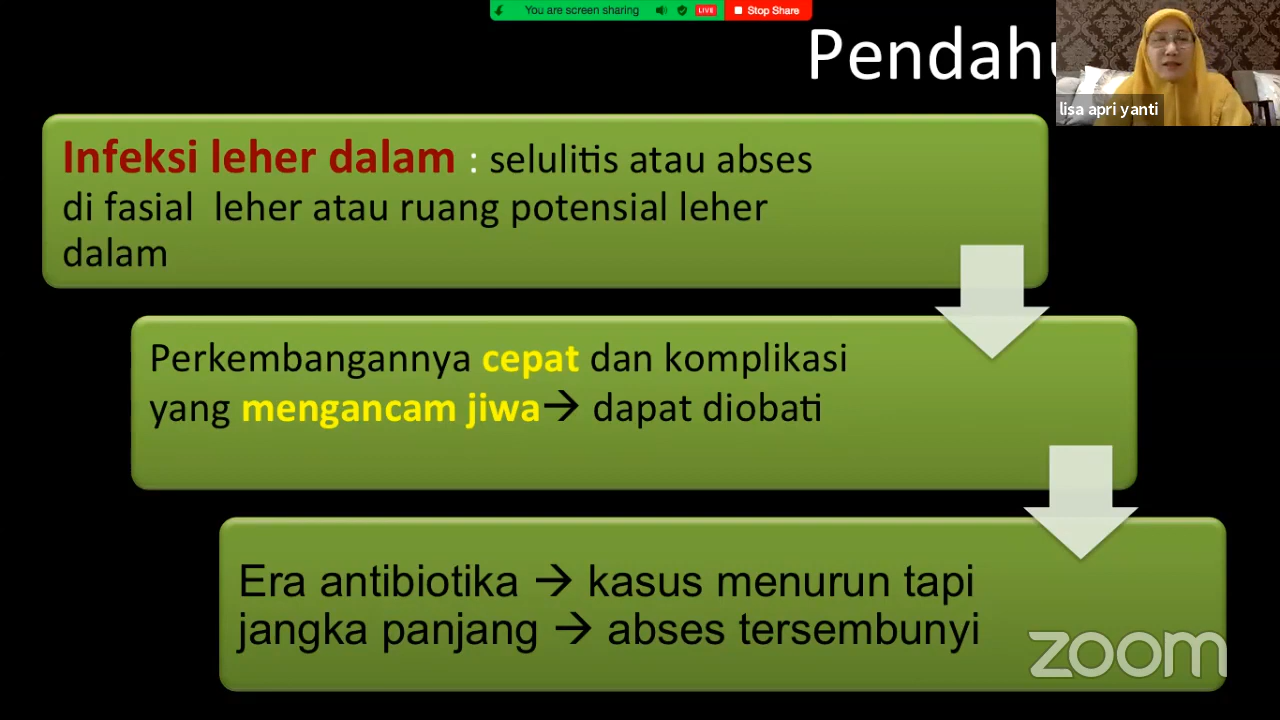 You are screen sharing
LIVE
Stop Share
Pendahu
lisa apri yanti
Infeksi leher dalam : selulitis atau abses
di fasial leher atau ruang potensial leher
dalam
Perkembangannya cepat dan komplikasi
yang mengancam jiwa→ dapat diobati
Era antibiotika → kasus menurun tapi
jangka panjang → abses tersembunyi
zoom